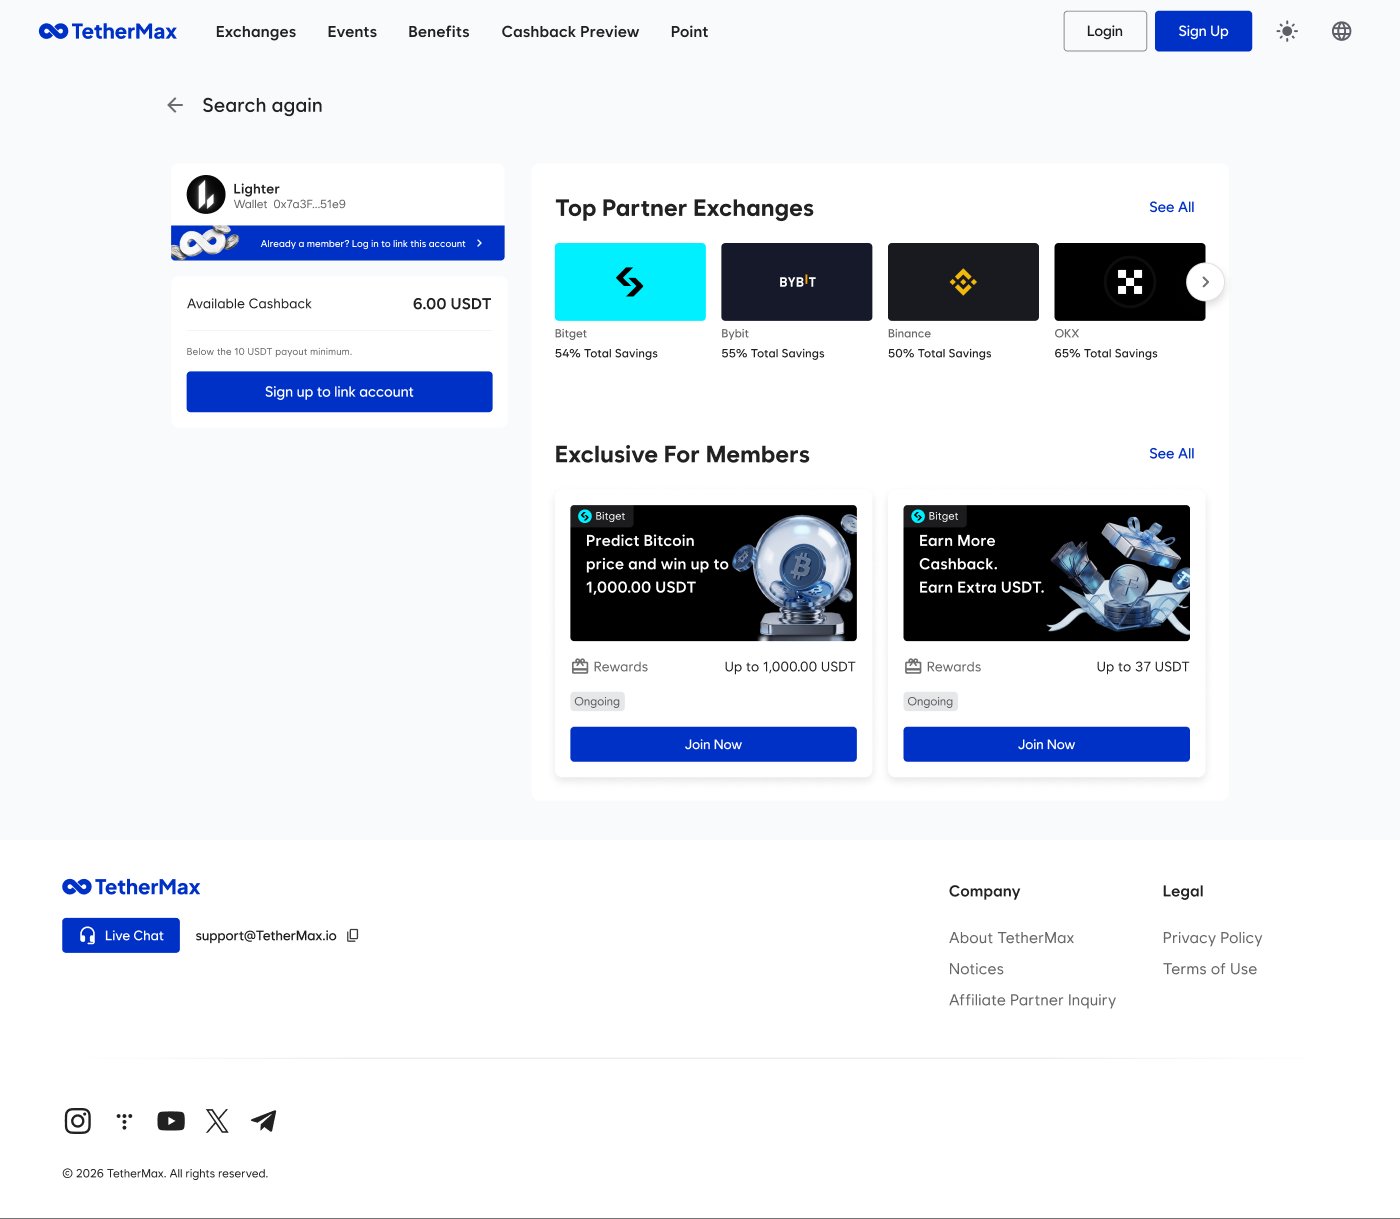 TetherMax
Exchanges
Events
Benefits
Cashback Preview
Point
Login
Sign Up
Search again
Lighter
Wallet 0x7a3F...51e9
Already a member? Log in to link this account
Available Cashback
6.00 USDT
Below the 10 USDT payout minimum.
Sign up to link account
Top Partner Exchanges
See All
BYBIT
Bitget
Bybit
Binance
OKX
54% Total Savings
55% Total Savings
50% Total Savings
65% Total Savings
Exclusive For Members
See All
Bitget
Predict Bitcoin
price and win up to
1,000.00 USDT
Rewards
Up to 1,000.00 USDT
Ongoing
Join Now
Bitget
Earn More
Cashback.
Earn Extra USDT.
Rewards
Up to 37 USDT
Ongoing
Join Now
TetherMax
Live Chat
support@TetherMax.io
Company
About TetherMax
Notices
Affiliate Partner Inquiry
Legal
Privacy Policy
Terms of Use
© 2026 TetherMax. All rights reserved.